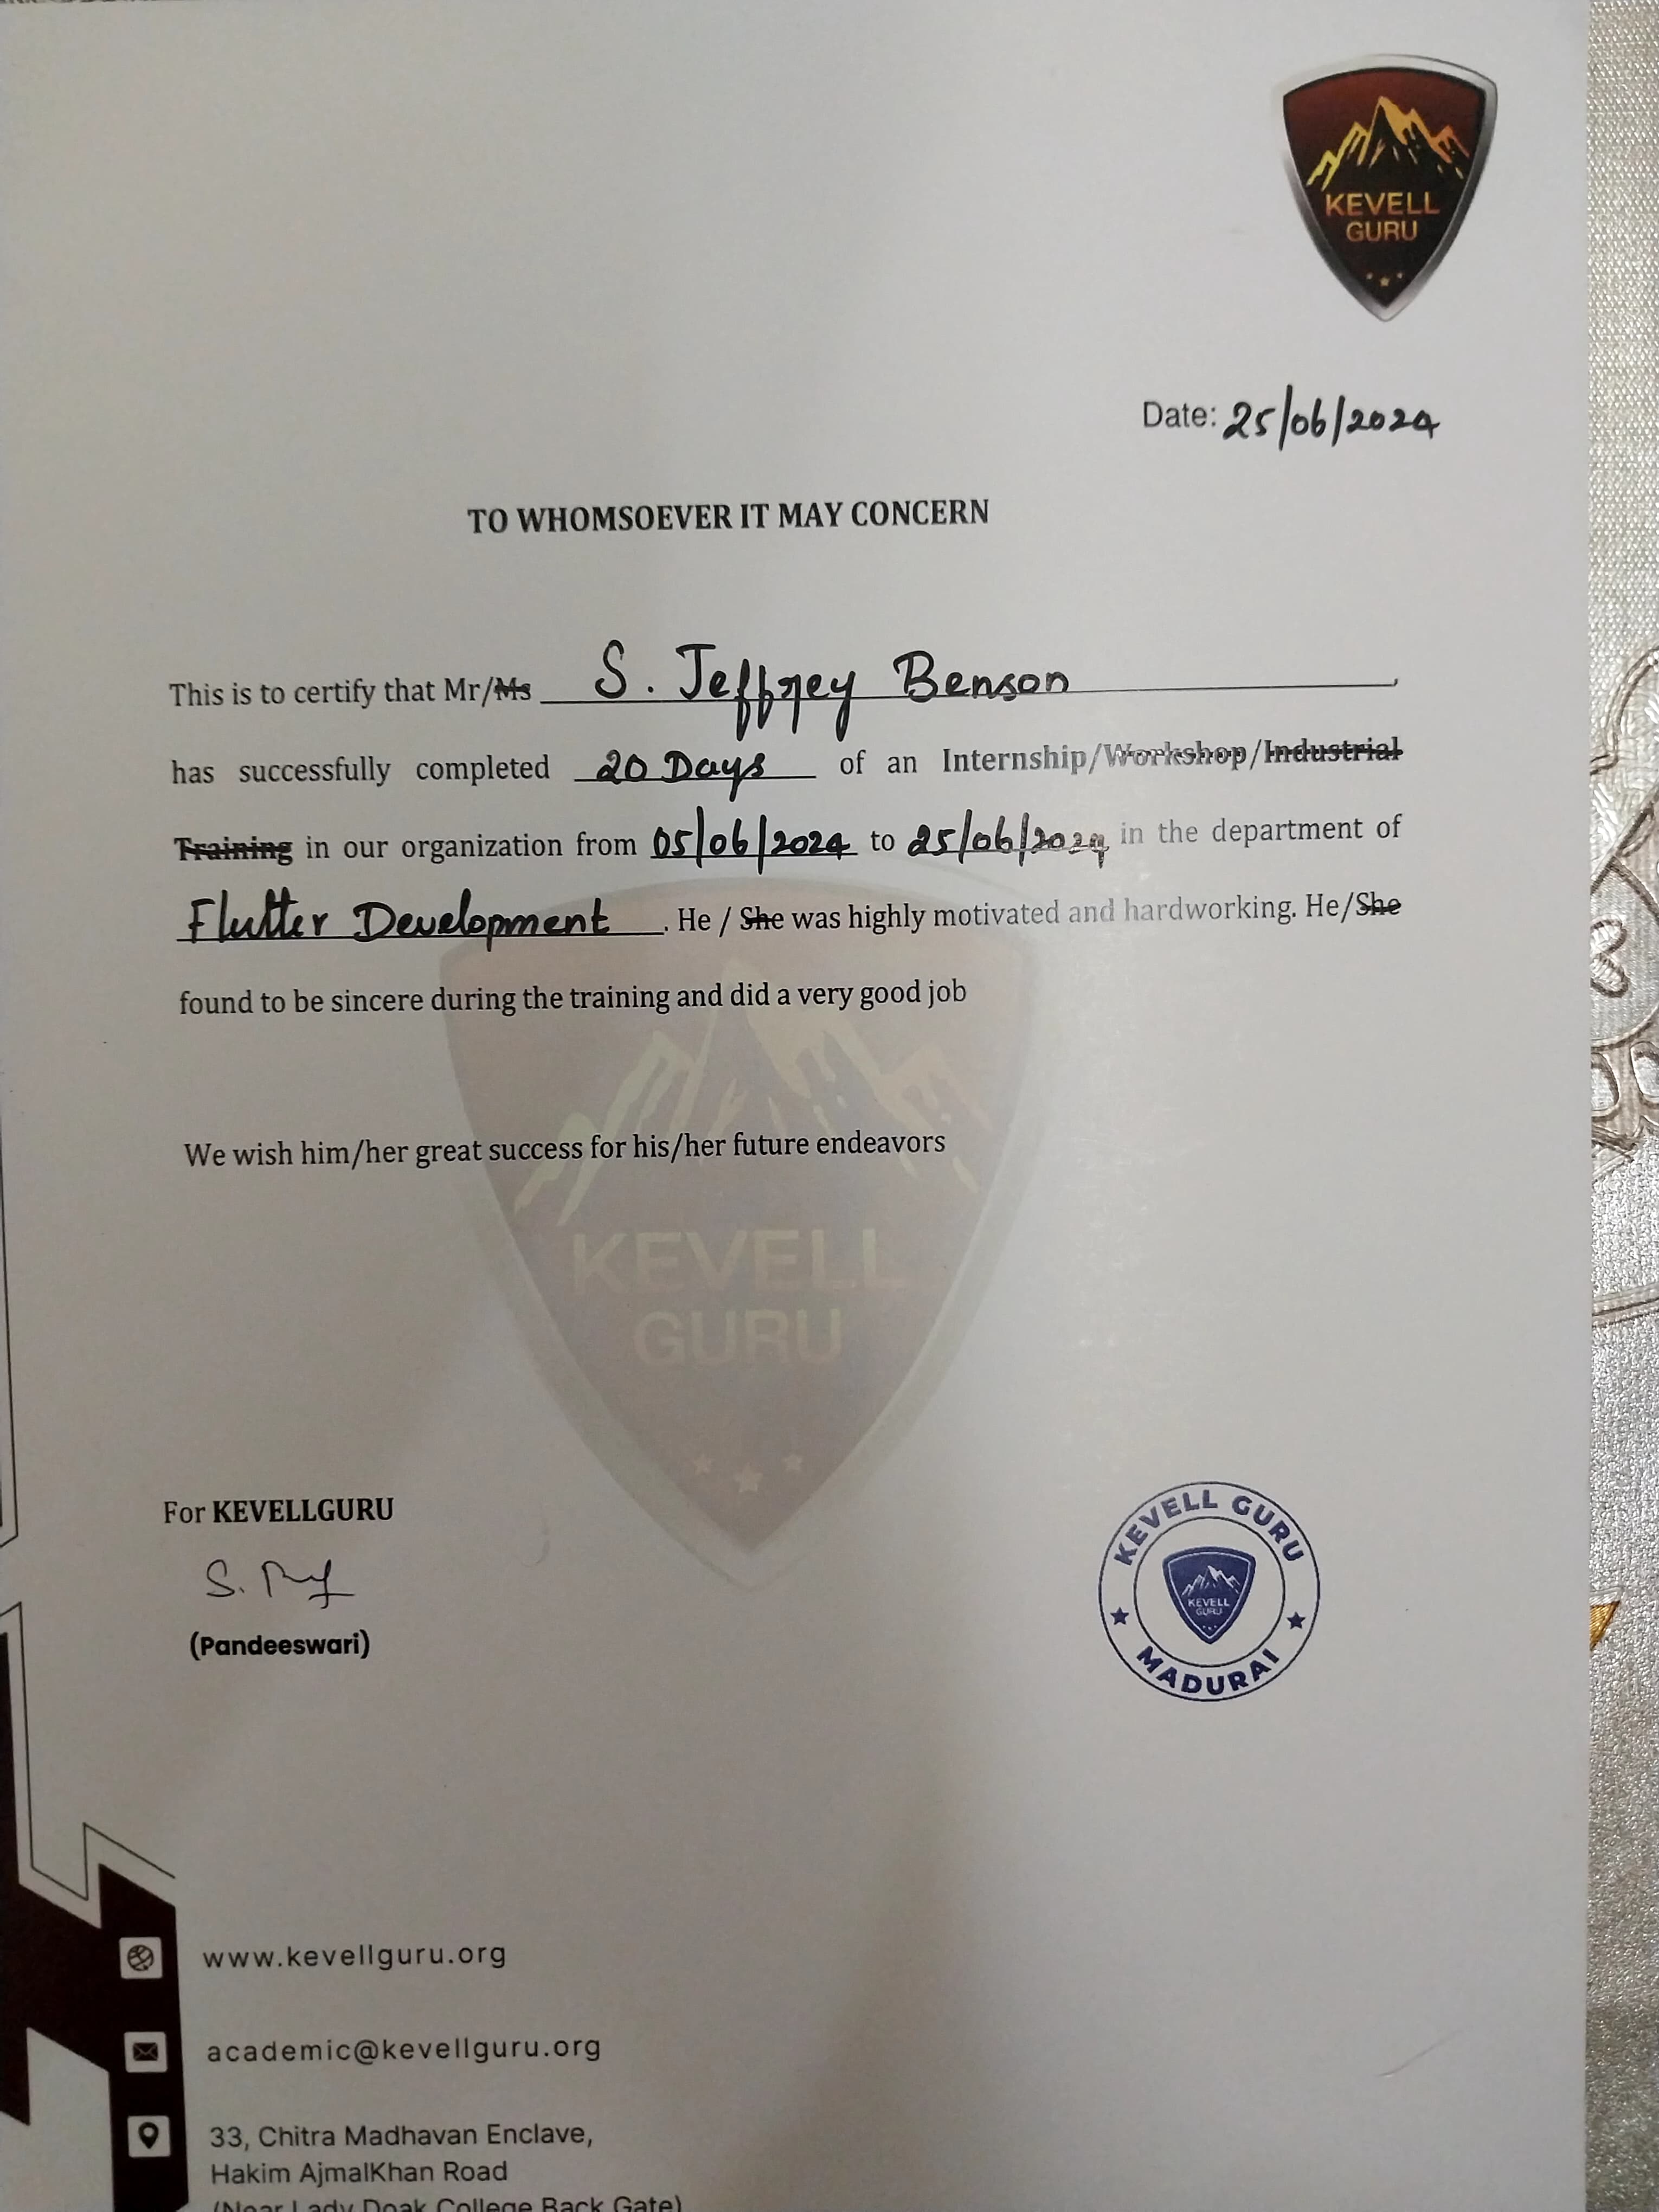 KEVELL
GURU
Date: 25/06/2024
TO WHOMSOEVER IT MAY CONCERN
This is to certify that Mr/Ms S. Jeffrey Benson,
has successfully completed 20 Days of an Internship/Workshop/Industrial
Training in our organization from 05/06/2024 to 25/06/2024 in the department of
Flutter Development. He / She was highly motivated and hardworking. He/She
found to be sincere during the training and did a very good job
We wish him/her great success for his/her future endeavors
KEVELL
GURU
For KEVELLGURU
(Pandeeswari)
KEVELL GURU
KEVELL
GURU
MADURAI
www.kevellguru.org
academic@kevellguru.org
33, Chitra Madhavan Enclave,
Hakim AjmalKhan Road
(Near Lady Doak College Back Gate)